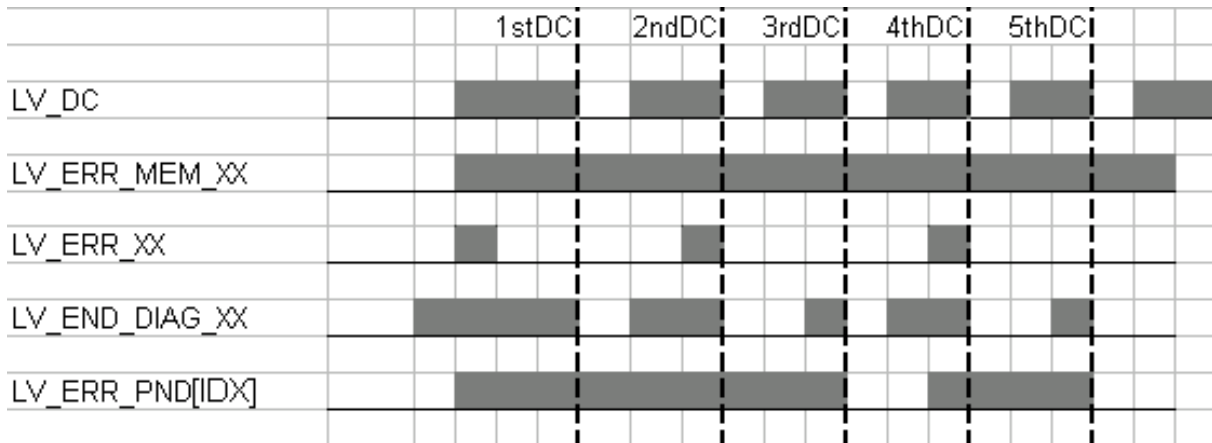 1stDC 2ndDC 3rdDC 4thDC 5thDC
LV_DC
LV_ERR_MEM_XX
LV_ERR_XX
LV_END_DIAG_XX
LV_ERR_PND[IDX]